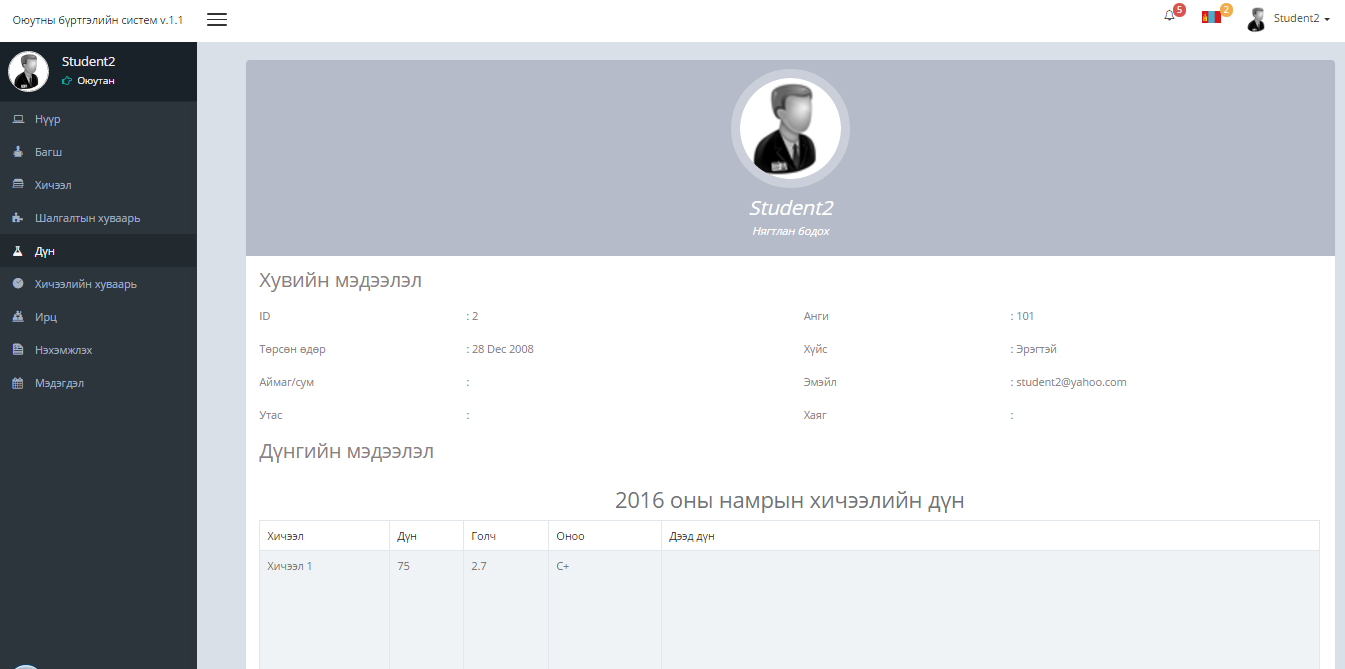 Оюутны бүртгэлийн систем v.1.1
5
2
Student2
Student2
Оюутан
Нүүр
Багш
Хичээл
Шалгалтын хуваарь
Дүн
Хичээлийн хуваарь
Ирц
Нэхэмжлэх
Мэдэгдэл
Student2
Нягтлан бодох
Хувийн мэдээлэл
ID : 2 Анги : 101
Төрсөн өдөр : 28 Dec 2008 Хүйс : Эрэгтэй
Аймаг/сум : Эмэйл : student2@yahoo.com
Утас : Хаяг :
Дүнгийн мэдээлэл
2016 оны намрын хичээлийн дүн
Хичээл Дүн Голч Оноо Дээд дүн
Хичээл 1 75 2.7 C+